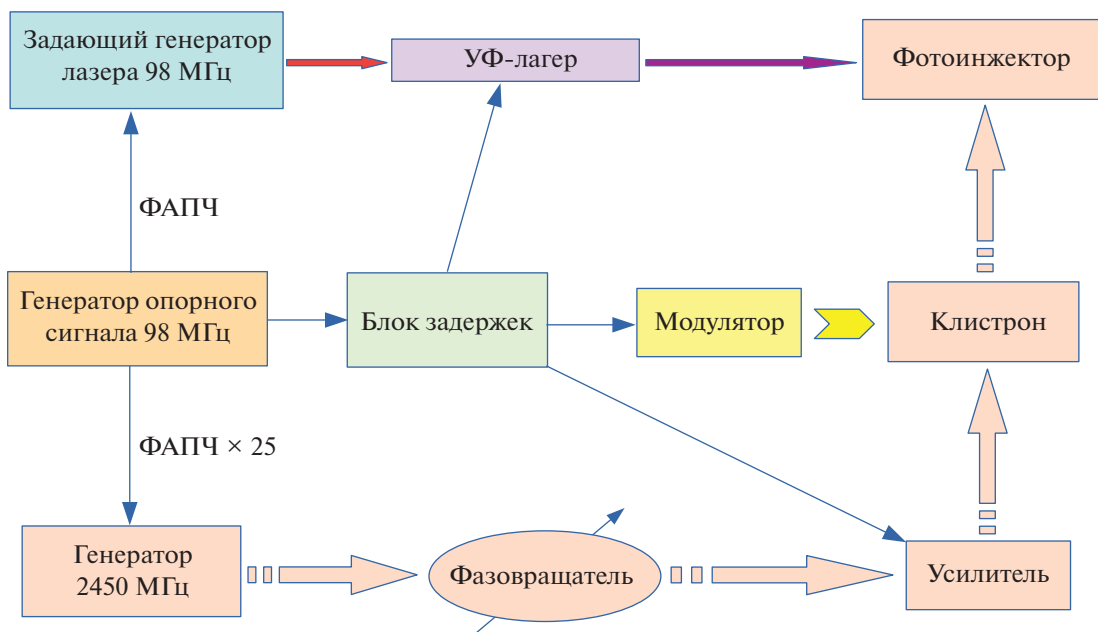 Задающий генератор
лазера 98 МГц
УФ-лагер
Фотоинжектор
ФАПЧ
Генератор опорного
сигнала 98 МГц
Блок задержек
Модулятор
Клистрон
ФАПЧ × 25
Генератор
2450 МГц
Фазовращатель
Усилитель